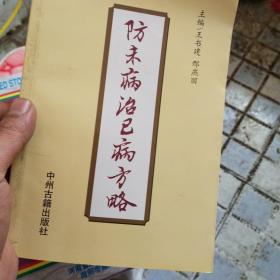 主编 王书建 郑燕丽
防未病治已病方略
中州古籍出版社